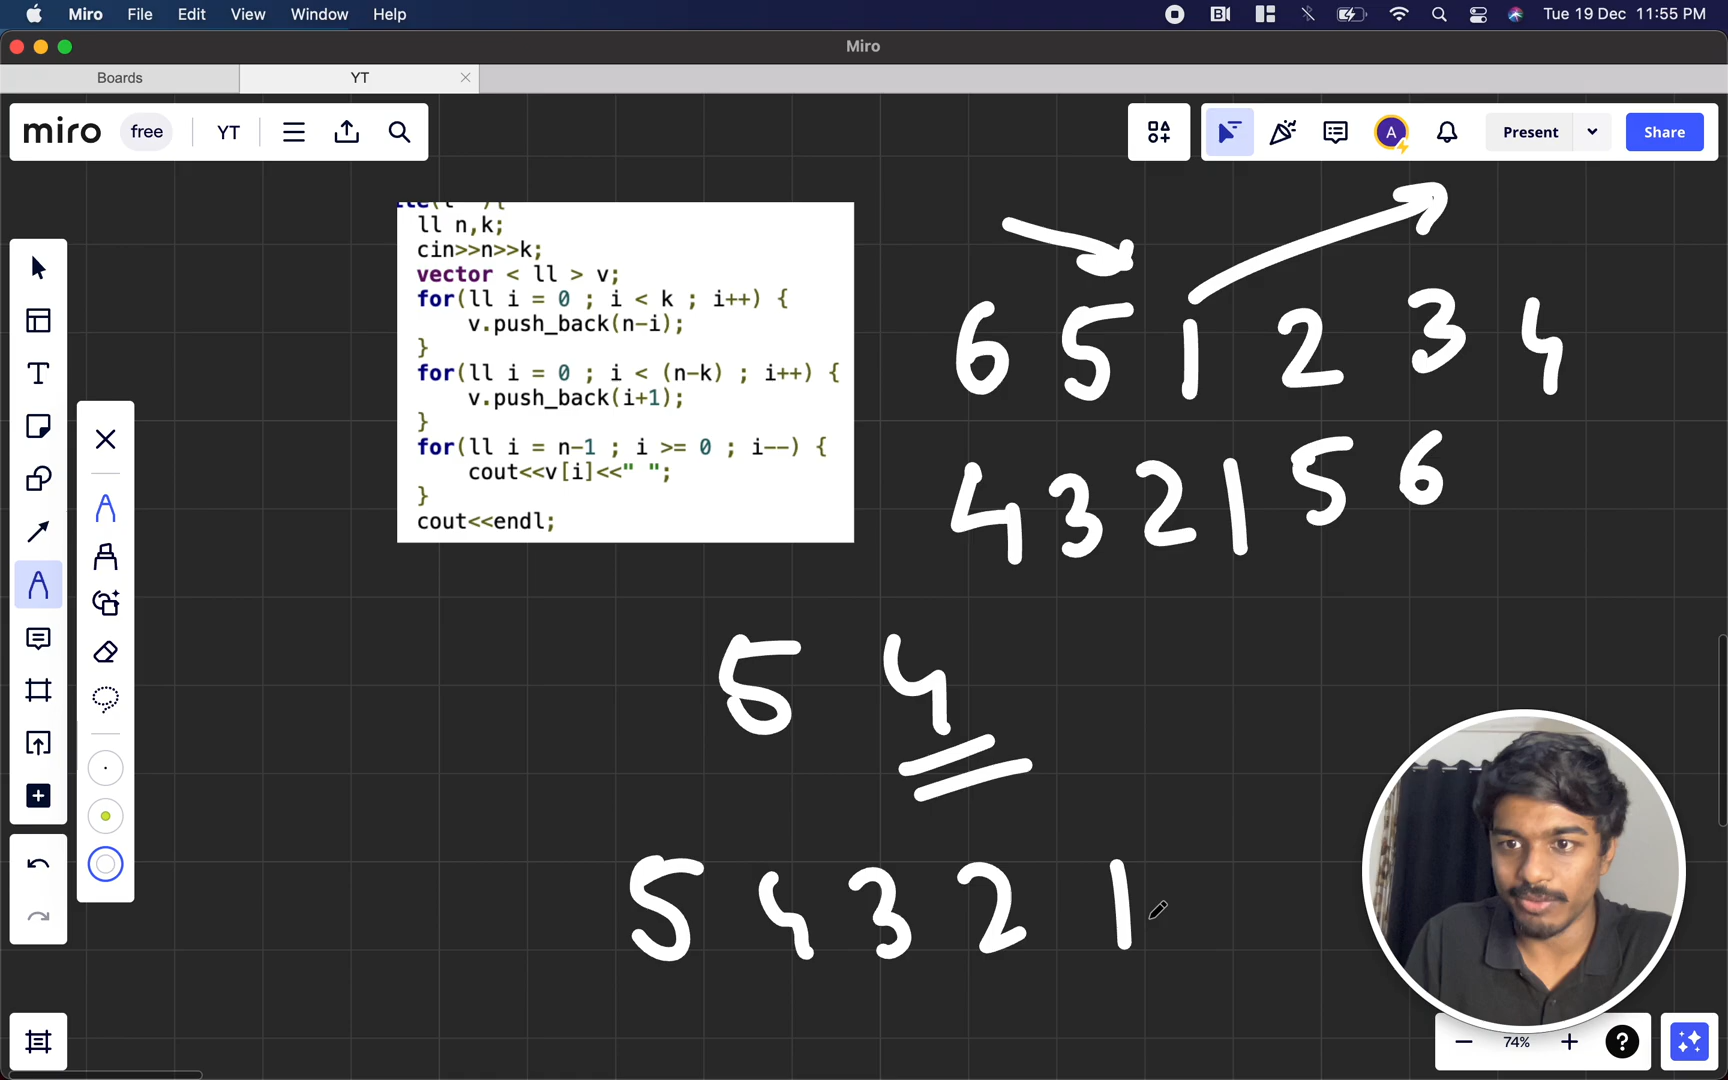 Miro File Edit View Window Help Tue 19 Dec 11:55 PM
Miro
Boards YT
miro free YT Present Share
ll n,k;
cin>>n>>k;
vector < ll > v;
for(ll i = 0 ; i < k ; i++) {
v.push_back(n-i);
}
for(ll i = 0 ; i < (n-k) ; i++) {
v.push_back(i+1);
}
for(ll i = n-1 ; i >= 0 ; i--) {
cout<<v[i]<<" ";
}
cout<<endl;
6 5 1 2 3 4
4 3 2 1 5 6
5 4
5 4 3 2 1
A
74%
?